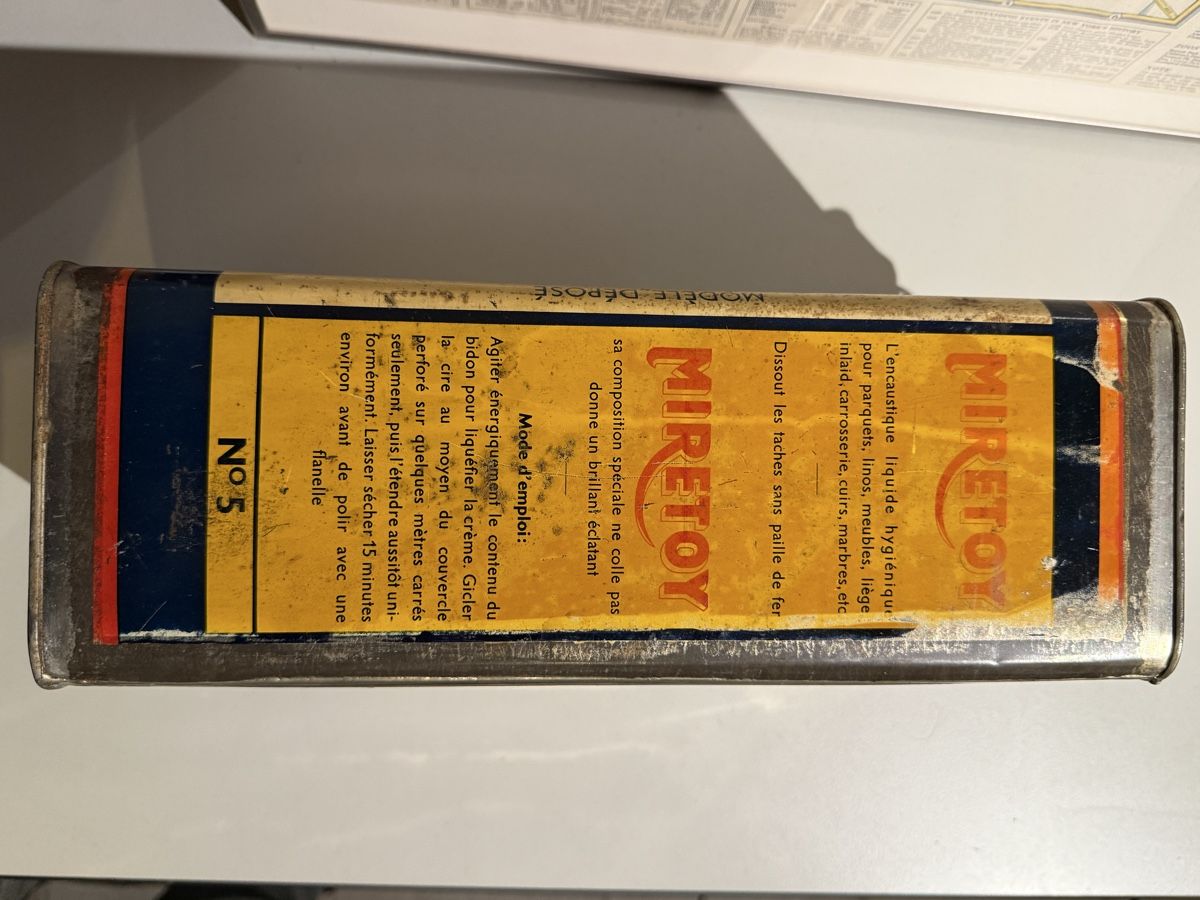 MIRETOY
L'encaustique liquide hygiénique
pour parquets, linos, meubles, liège
inlaid, carrosserie, cuirs, marbres, etc.
Dissout les taches sans paille de fer
MIRETOY
sa composition spéciale ne colle pas
donne un brillant éclatant
Mode d'emploi:
Agiter énergiquement le contenu du
bidon pour liquéfier la crème. Gicler
la cire au moyen du couvercle
perforé sur quelques mètres carrés
seulement, puis l'étendre aussitôt uni-
formément. Laisser sécher 15 minutes
environ avant de polir avec une
flanelle
No 5
MODÈLE DÉPOSÉ